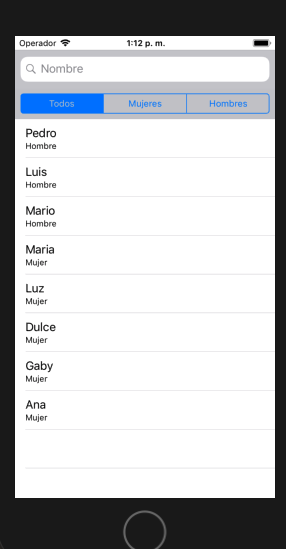 Operador 1:12 p. m.
Nombre
Todos Mujeres Hombres
Pedro
Hombre
Luis
Hombre
Mario
Hombre
Maria
Mujer
Luz
Mujer
Dulce
Mujer
Gaby
Mujer
Ana
Mujer